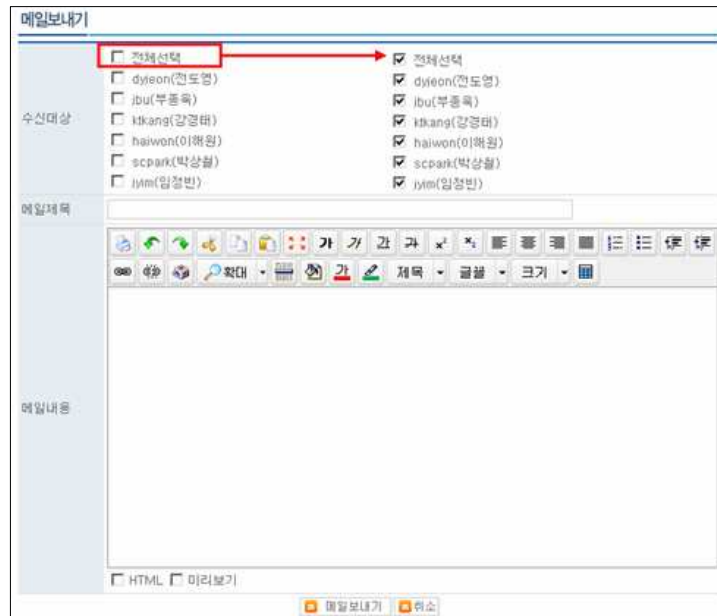 메일보내기
전체선택 전체선택
dyjeon(전도영) dyjeon(전도영)
수신대상
jbu(부종욱) jbu(부종욱)
ktkang(강경태) ktkang(강경태)
haiwon(이해원) haiwon(이해원)
scpark(박상철) scpark(박상철)
jyim(임정빈) jyim(임정빈)
메일제목
가 가 간 과 x² x₁
확대 가 제목 글꼴 크기
메일내용
HTML 미리보기
메일보내기 취소